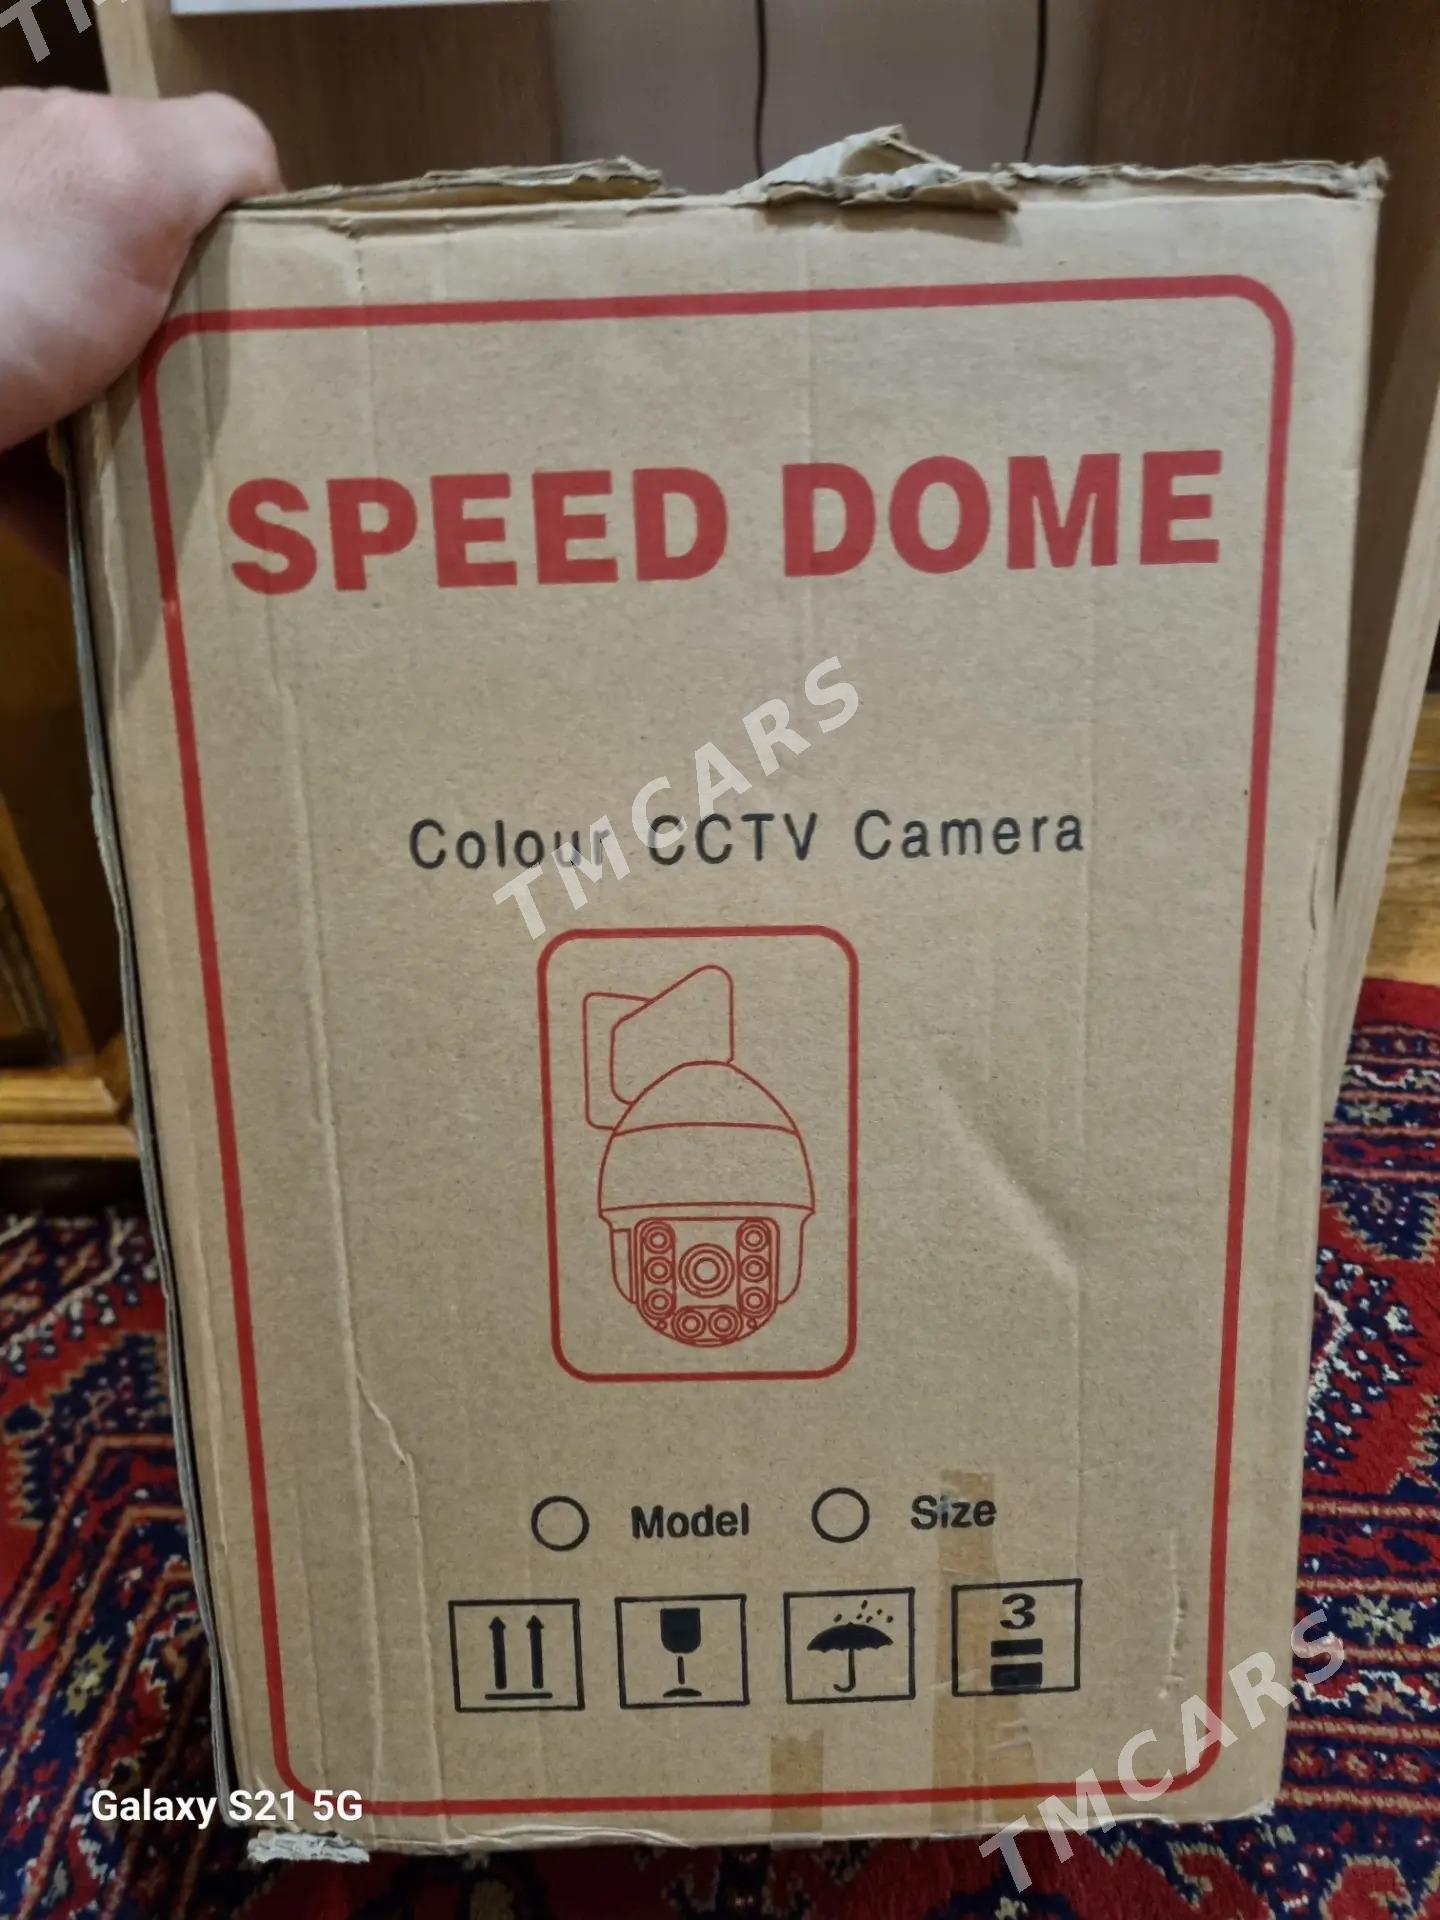 SPEED DOME
TMCARS
Colour CCTV Camera
Model Size
3
Galaxy S21 5G
TMCARS